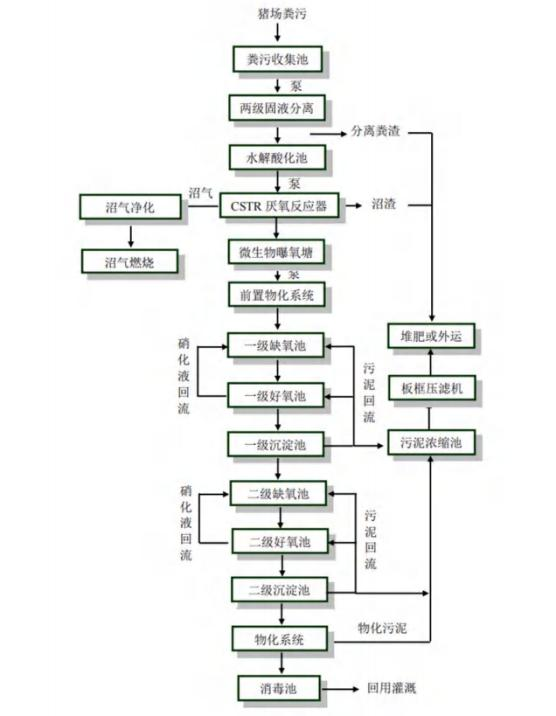 猪场粪污
粪污收集池
泵
两级固液分离
分离粪渣
水解酸化池
泵
沼气
沼气净化
CSTR 厌氧反应器
沼渣
微生物曝氧塘
沼气燃烧
泵
前置物化系统
堆肥或外运
硝化液回流
一级缺氧池
污泥回流
板框压滤机
一级好氧池
一级沉淀池
污泥浓缩池
硝化液回流
二级缺氧池
污泥回流
二级好氧池
二级沉淀池
物化污泥
物化系统
消毒池
回用灌溉